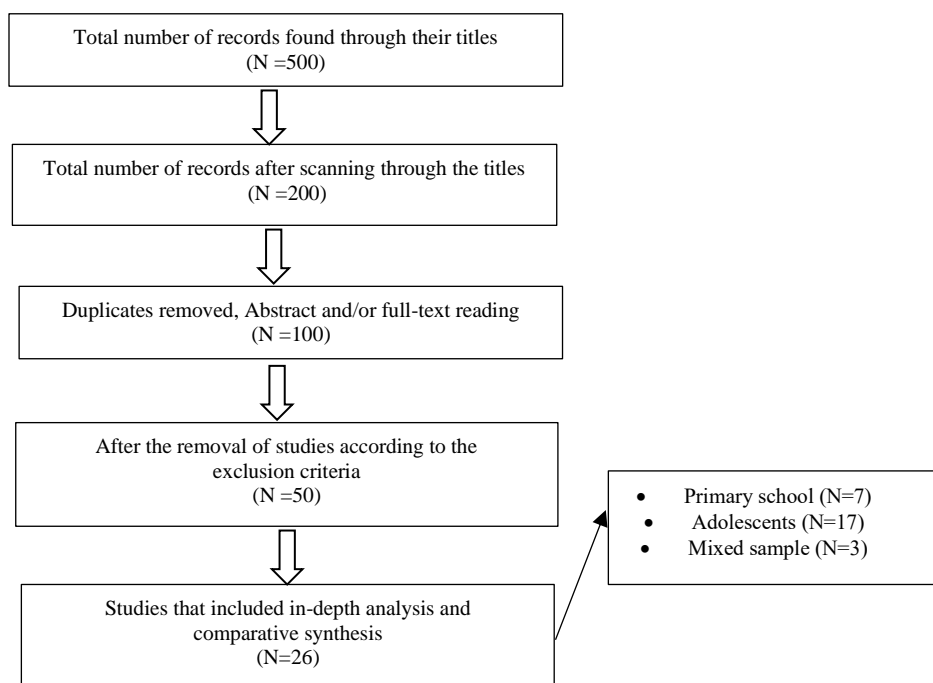 Total number of records found through their titles
(N =500)
Total number of records after scanning through the titles
(N =200)
Duplicates removed, Abstract and/or full-text reading
(N =100)
After the removal of studies according to the
exclusion criteria
(N =50)
• Primary school (N=7)
• Adolescents (N=17)
• Mixed sample (N=3)
Studies that included in-depth analysis and
comparative synthesis
(N=26)